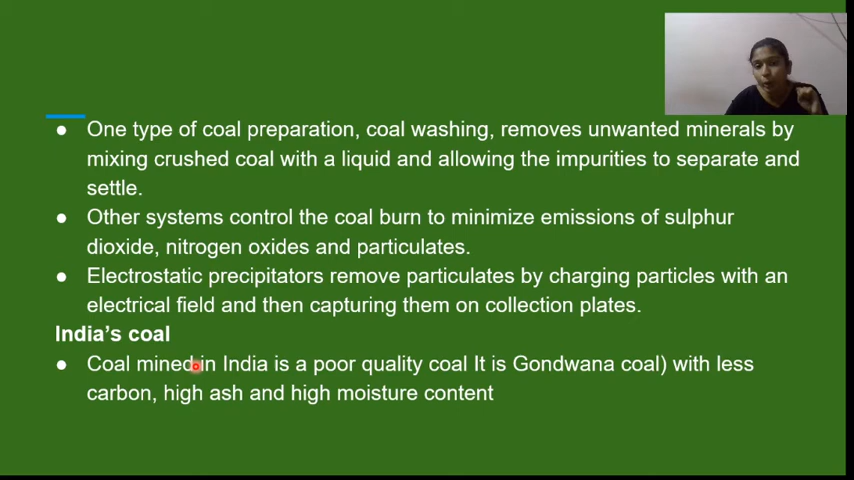 ● One type of coal preparation, coal washing, removes unwanted minerals by
mixing crushed coal with a liquid and allowing the impurities to separate and
settle.
● Other systems control the coal burn to minimize emissions of sulphur
dioxide, nitrogen oxides and particulates.
● Electrostatic precipitators remove particulates by charging particles with an
electrical field and then capturing them on collection plates.
India's coal
● Coal mined in India is a poor quality coal It is Gondwana coal) with less
carbon, high ash and high moisture content